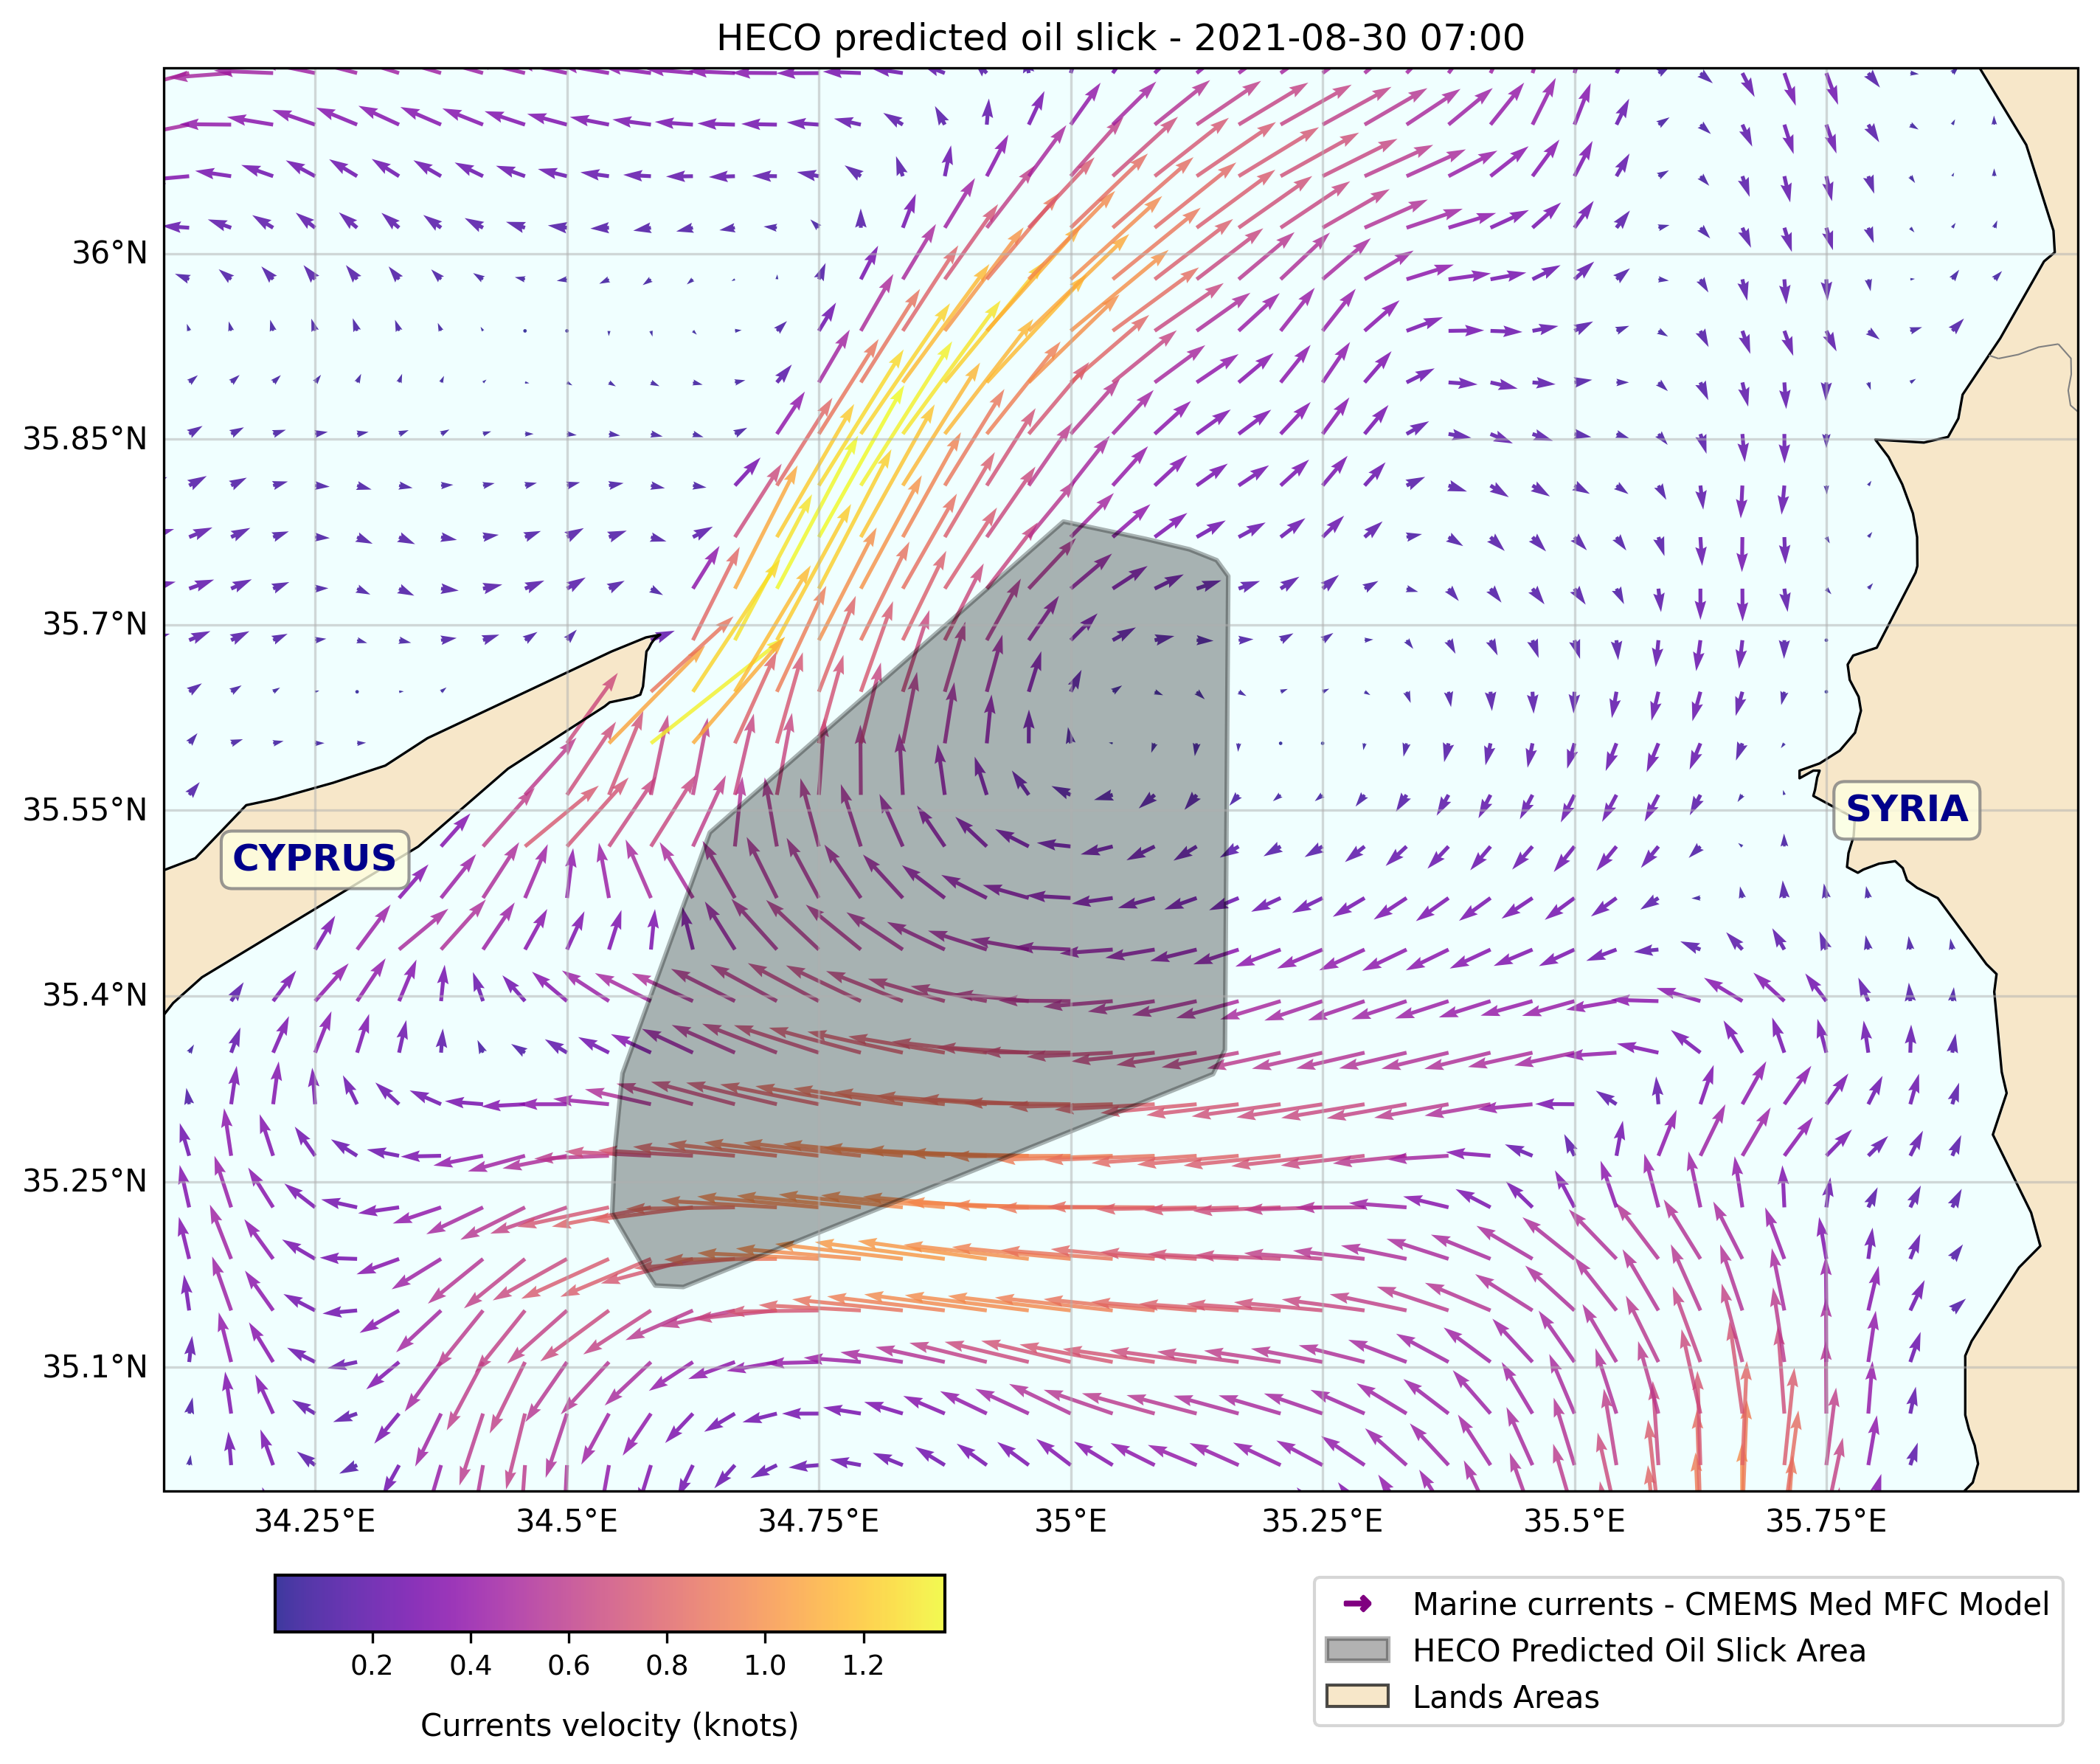 HECO predicted oil slick - 2021-08-30 07:00
36°N
35.85°N
35.7°N
35.55°N
35.4°N
35.25°N
35.1°N
CYPRUS
SYRIA
34.25°E
34.5°E
34.75°E
35°E
35.25°E
35.5°E
35.75°E
0.2
0.4
0.6
0.8
1.0
1.2
Currents velocity (knots)
Marine currents - CMEMS Med MFC Model
HECO Predicted Oil Slick Area
Lands Areas